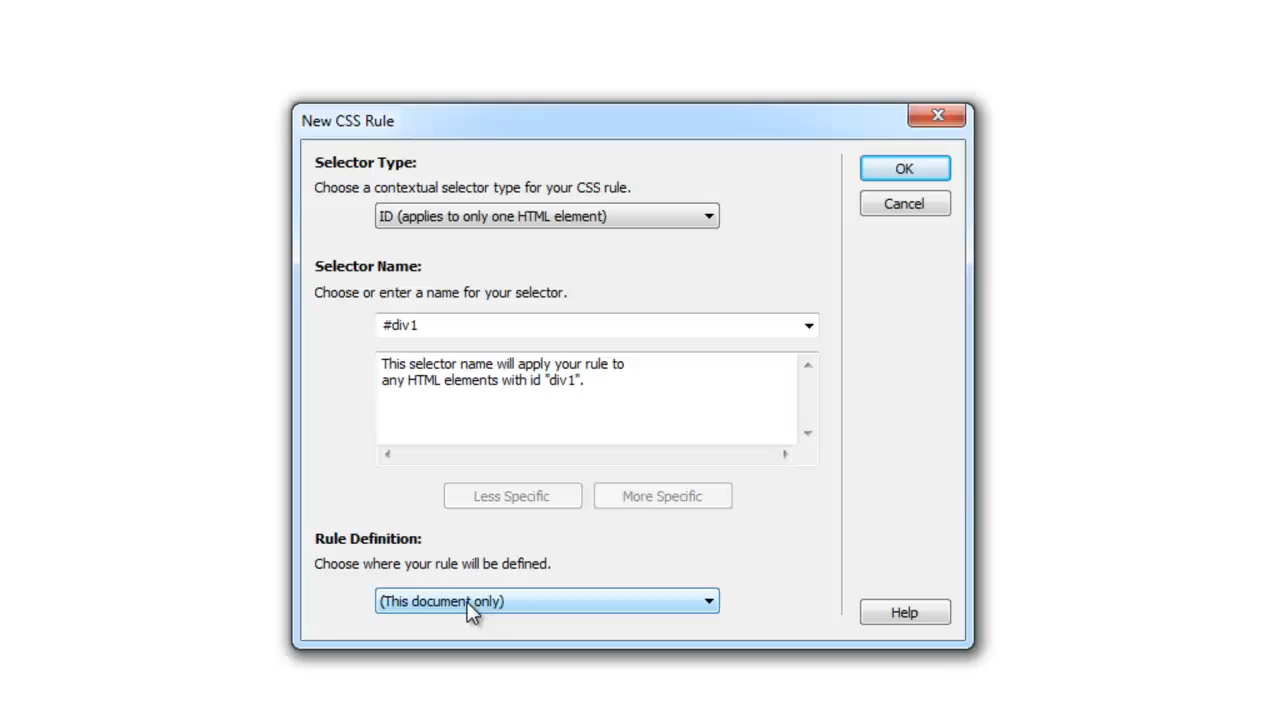 New CSS Rule
Selector Type:
Choose a contextual selector type for your CSS rule.
ID (applies to only one HTML element)
OK
Cancel
Selector Name:
Choose or enter a name for your selector.
#div1
This selector name will apply your rule to
any HTML elements with id "div1".
Less Specific
More Specific
Rule Definition:
Choose where your rule will be defined.
(This document only)
Help